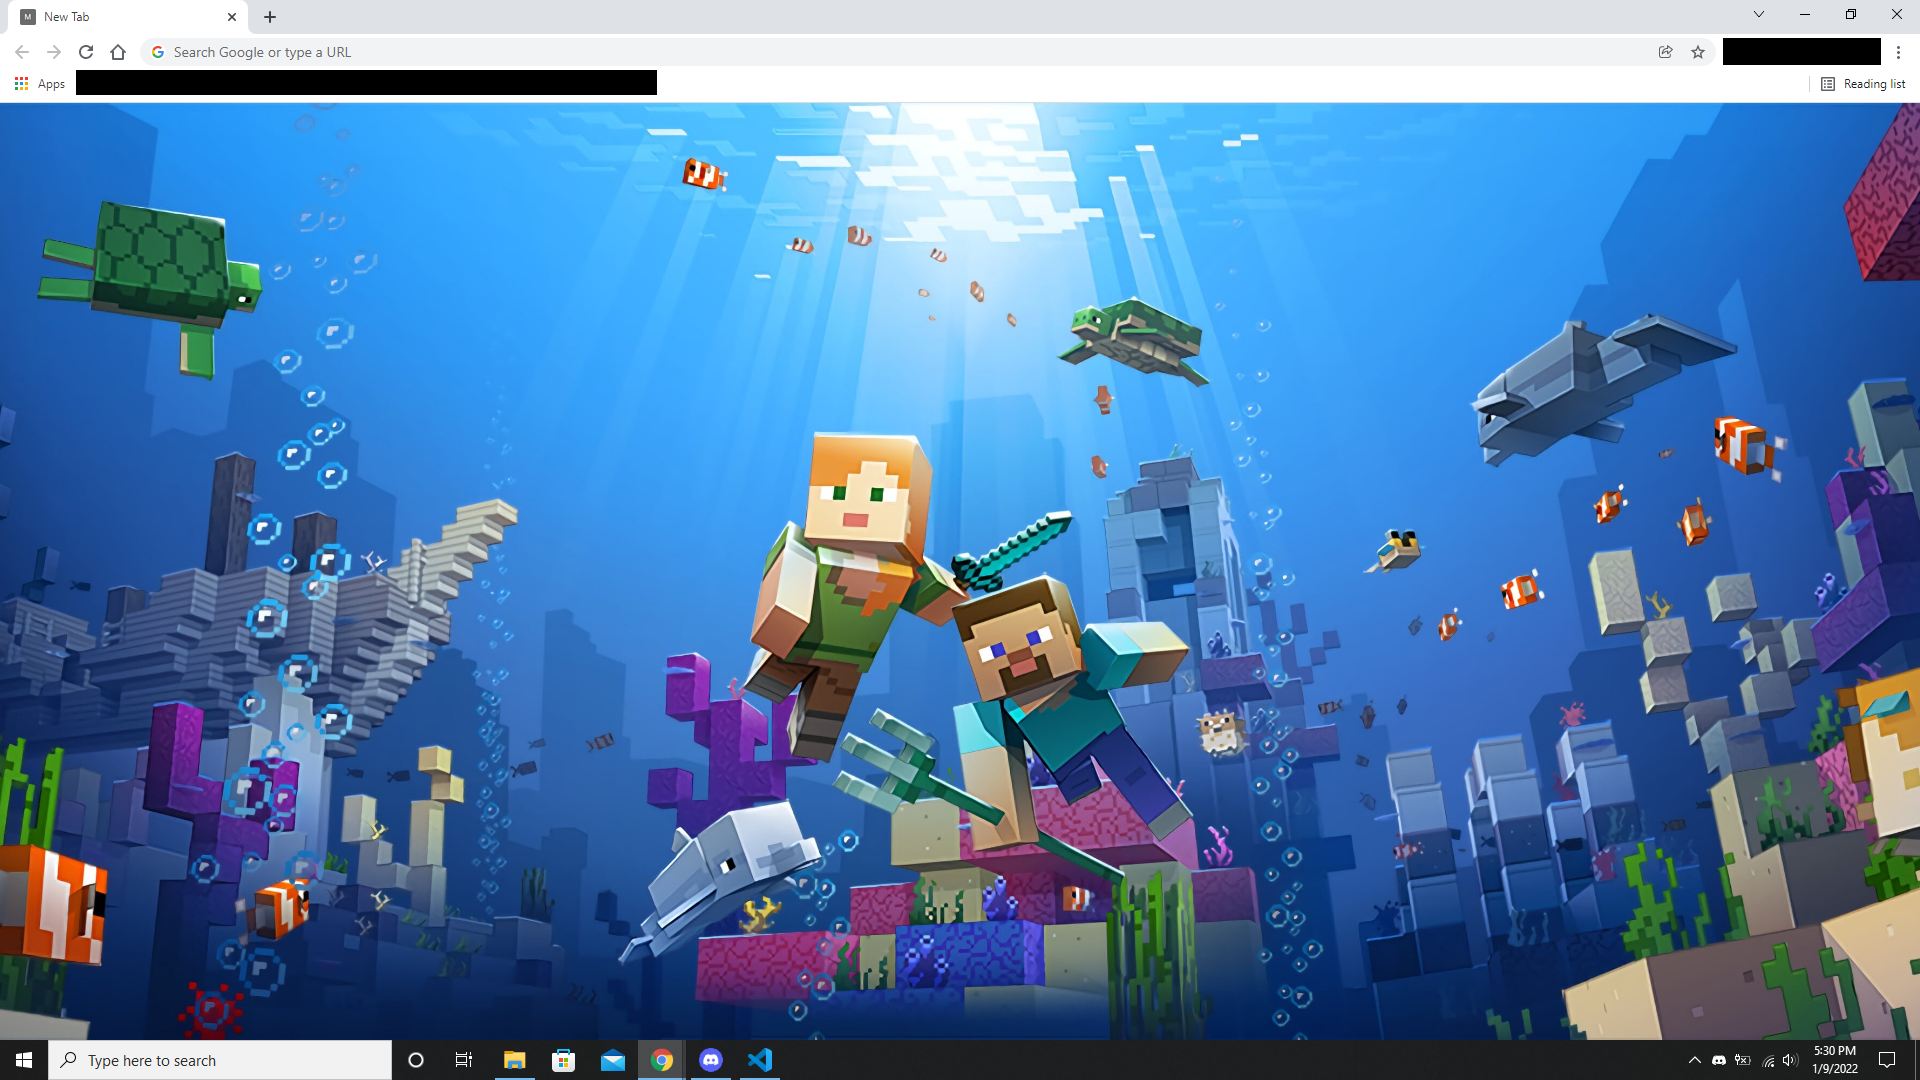 M New Tab
Search Google or type a URL
Apps
Reading list
Type here to search
5:30 PM
1/9/2022